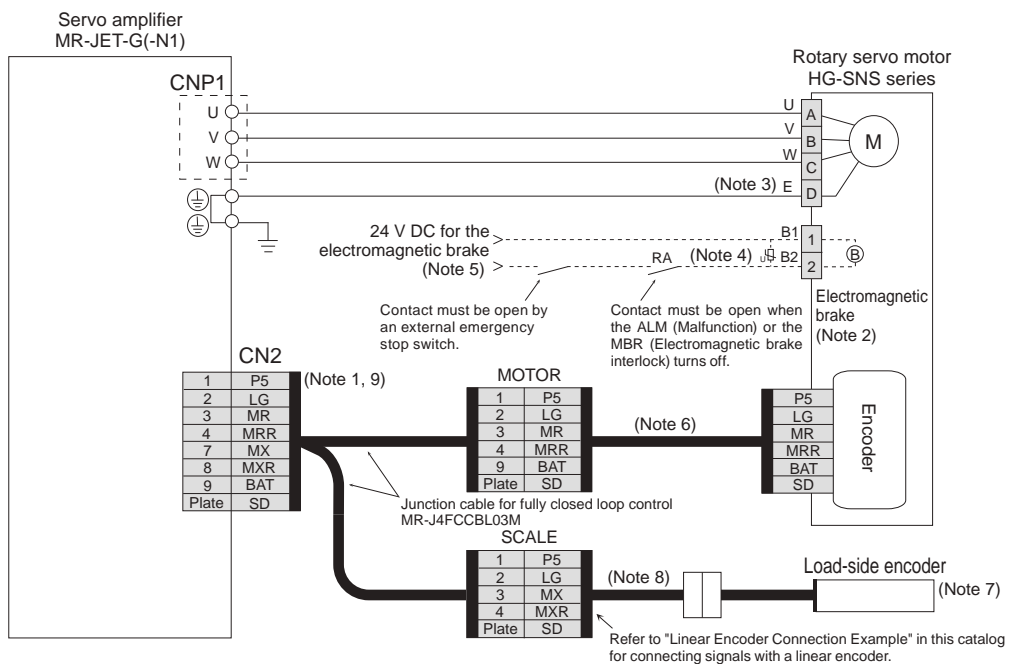 Servo amplifier
MR-JET-G(-N1)
Rotary servo motor
HG-SNS series
CNP1
U
V
W
U
V
W
(Note 3) E
A
B
C
D
M
24 V DC for the
electromagnetic brake
(Note 5)
RA
(Note 4)
U
B1
B2
1
2
B
Contact must be open by
an external emergency
stop switch.
Contact must be open when
the ALM (Malfunction) or the
MBR (Electromagnetic brake
interlock) turns off.
Electromagnetic
brake
(Note 2)
CN2
(Note 1, 9)
1 P5
2 LG
3 MR
4 MRR
7 MX
8 MXR
9 BAT
Plate SD
MOTOR
1 P5
2 LG
3 MR
4 MRR
9 BAT
Plate SD
(Note 6)
P5
LG
MR
MRR
BAT
SD
Encoder
Junction cable for fully closed loop control
MR-J4FCCBL03M
SCALE
1 P5
2 LG
3 MX
4 MXR
Plate SD
(Note 8)
Load-side encoder
(Note 7)
Refer to "Linear Encoder Connection Example" in this catalog
for connecting signals with a linear encoder.